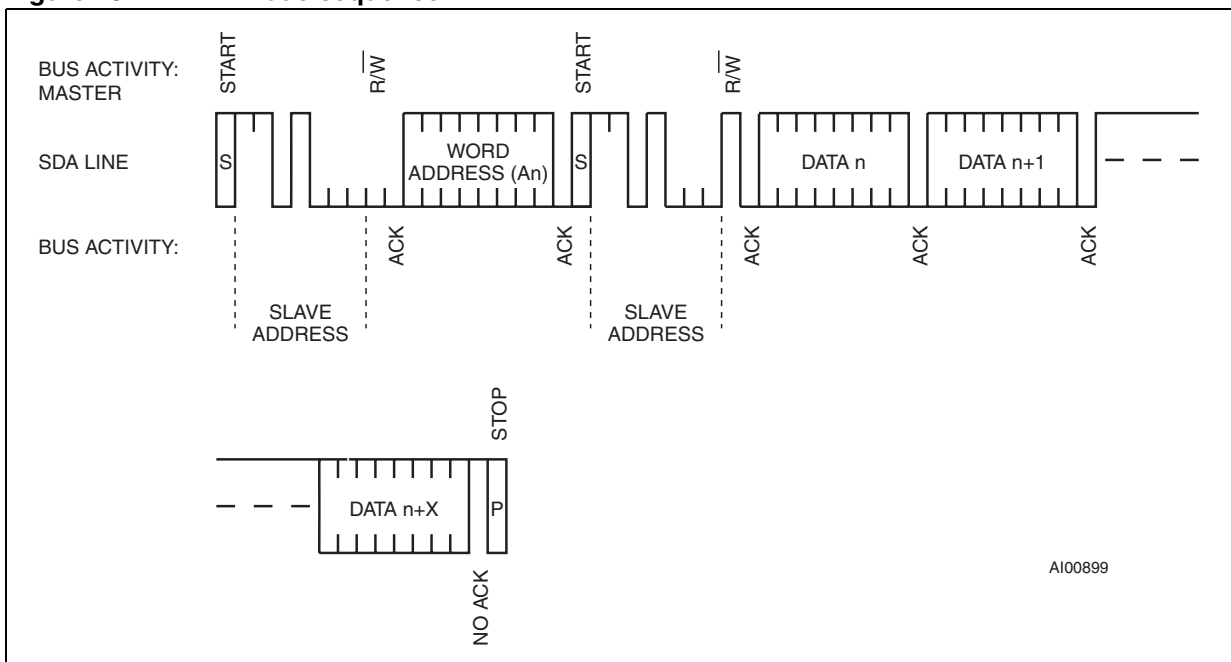 BUS ACTIVITY:
MASTER
START
R/W
START
R/W
SDA LINE
S
WORD
ADDRESS (An)
S
DATA n
DATA n+1
BUS ACTIVITY:
ACK
ACK
ACK
ACK
ACK
SLAVE
ADDRESS
SLAVE
ADDRESS
STOP
DATA n+X
P
NO ACK
AI00899